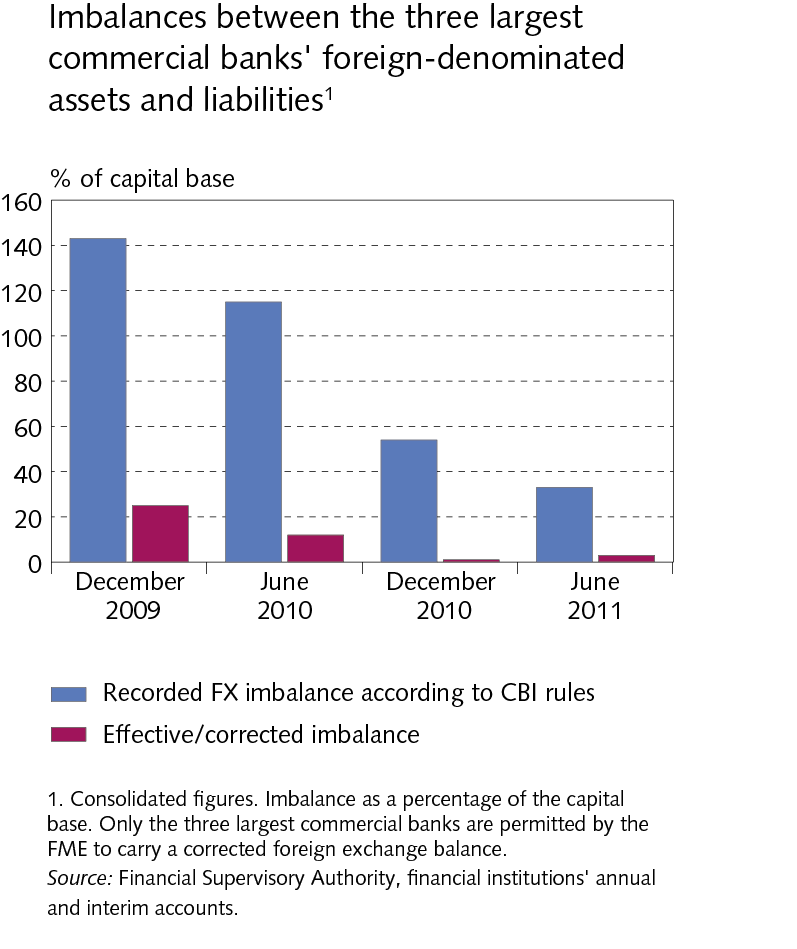 Imbalances between the three largest
commercial banks' foreign-denominated
assets and liabilities¹
% of capital base
160
140
120
100
80
60
40
20
0
December June December June
2009 2010 2010 2011
Recorded FX imbalance according to CBI rules
Effective/corrected imbalance
1. Consolidated figures. Imbalance as a percentage of the capital
base. Only the three largest commercial banks are permitted by the
FME to carry a corrected foreign exchange balance.
Source: Financial Supervisory Authority, financial institutions' annual
and interim accounts.